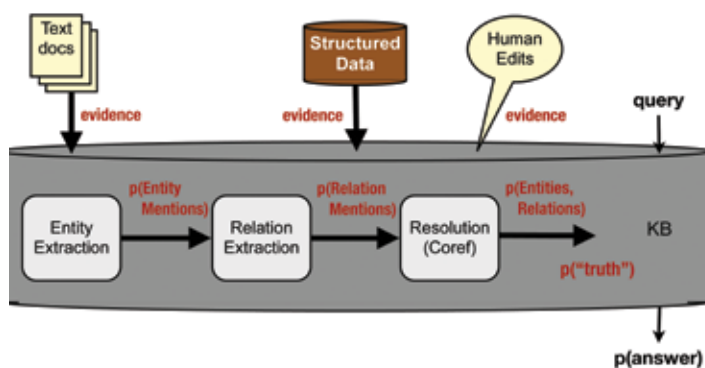 Text
docs
Structured
Data
Human
Edits
evidence
evidence
evidence
query
p(Entity
Mentions)
p(Relation
Mentions)
p(Entities,
Relations)
Entity
Extraction
Relation
Extraction
Resolution
(Coref)
KB
p("truth")
p(answer)